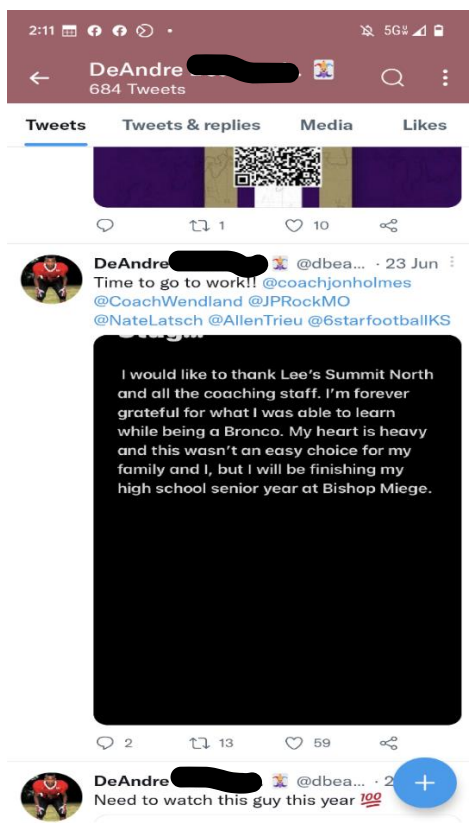 2:11
5G
DeAndre
684 Tweets
Tweets Tweets & replies Media Likes
1 10
DeAndre @dbea... · 23 Jun
Time to go to work!! @coachjonholmes
@CoachWendland @JPRockMO
@NateLatsch @AllenTrieu @6starfootballKS
I would like to thank Lee's Summit North
and all the coaching staff. I'm forever
grateful for what I was able to learn
while being a Bronco. My heart is heavy
and this wasn't an easy choice for my
family and I, but I will be finishing my
high school senior year at Bishop Miege.
2 13 59
DeAndre @dbea... · 2
Need to watch this guy this year 💯